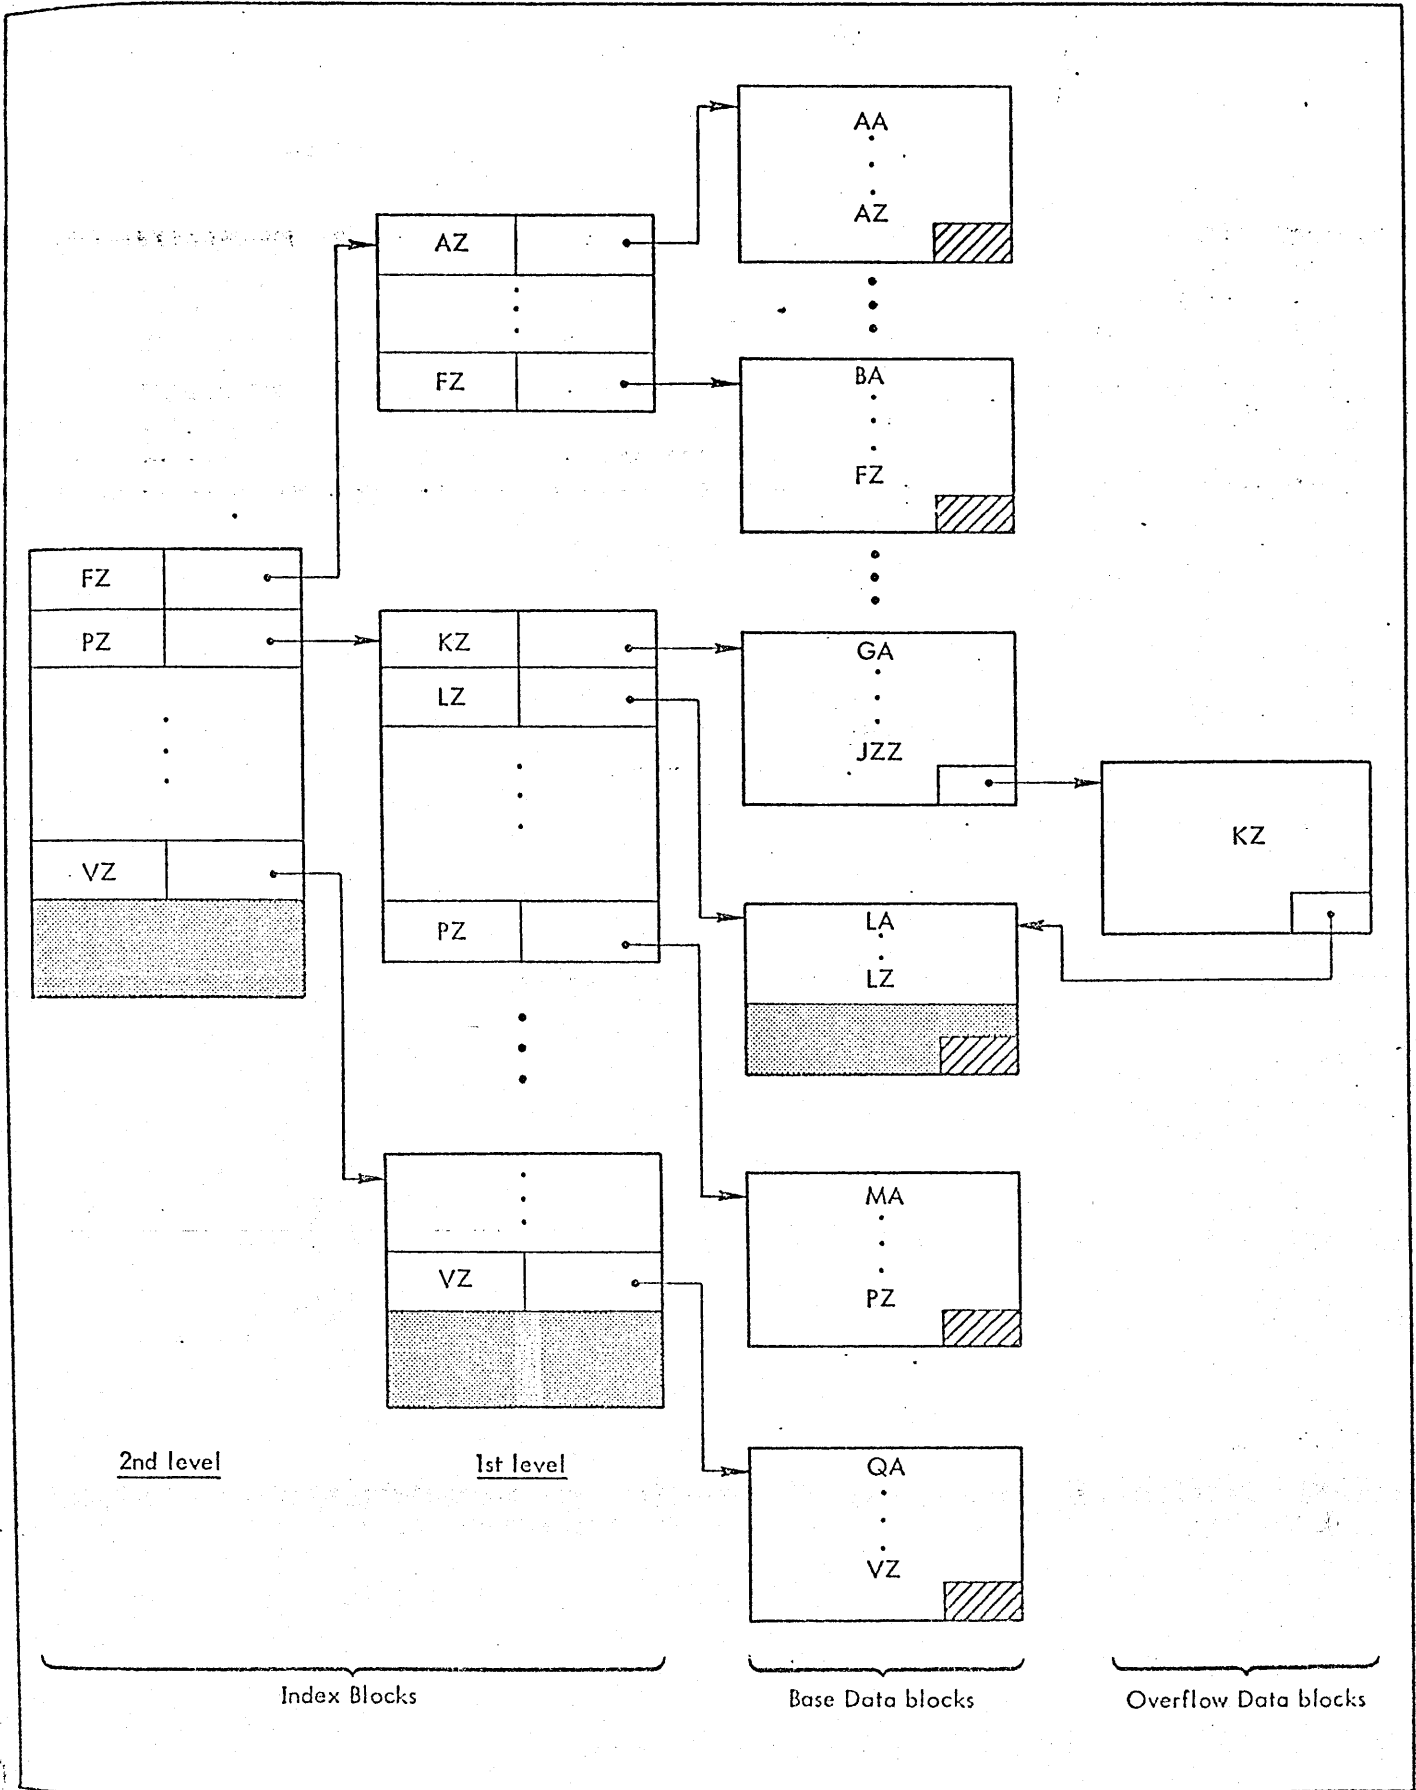 AA
AZ
AZ
FZ
BA
FZ
FZ
PZ
VZ
KZ
LZ
PZ
GA
JZZ
KZ
LA
LZ
VZ
MA
PZ
QA
VZ
2nd level
1st level
Index Blocks
Base Data blocks
Overflow Data blocks